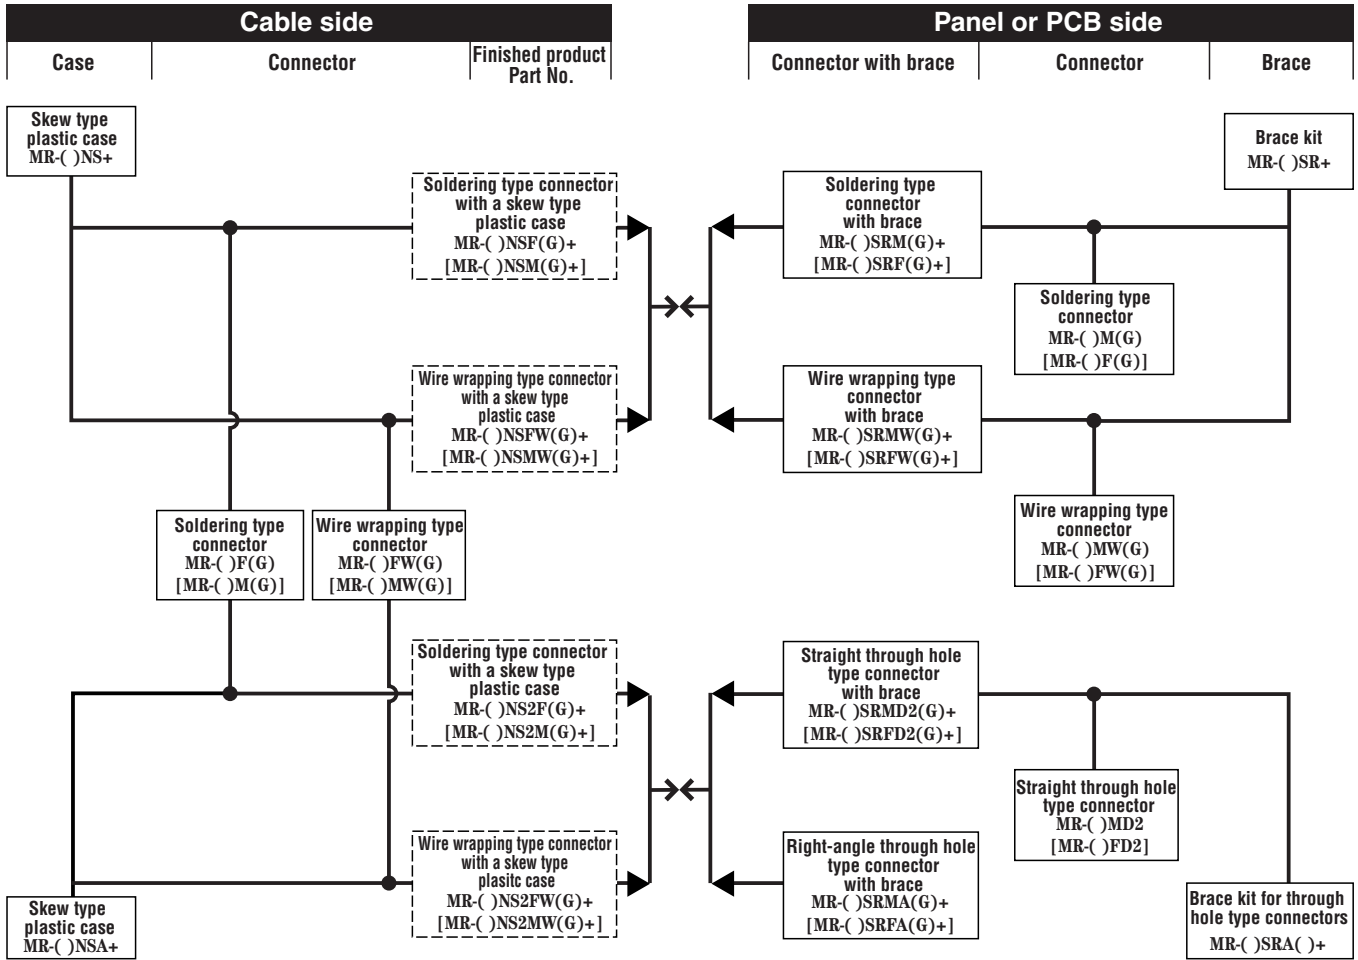 Cable side
Panel or PCB side
Case
Connector
Finished product
Part No.
Connector with brace
Connector
Brace
Skew type
plastic case
MR-( )NS+
Brace kit
MR-( )SR+
Soldering type connector
with a skew type
plastic case
MR-( )NSF(G)+
[MR-( )NSM(G)+]
Soldering type
connector
with brace
MR-( )SRM(G)+
[MR-( )SRF(G)+]
Soldering type
connector
MR-( )M(G)
[MR-( )F(G)]
Wire wrapping type connector
with a skew type
plastic case
MR-( )NSFW(G)+
[MR-( )NSMW(G)+]
Wire wrapping type
connector
with brace
MR-( )SRMW(G)+
[MR-( )SRFW(G)+]
Soldering type
connector
MR-( )F(G)
[MR-( )M(G)]
Wire wrapping type
connector
MR-( )FW(G)
[MR-( )MW(G)]
Wire wrapping type
connector
MR-( )MW(G)
[MR-( )FW(G)]
Soldering type connector
with a skew type
plastic case
MR-( )NS2F(G)+
[MR-( )NS2M(G)+]
Straight through hole
type connector
with brace
MR-( )SRMD2(G)+
[MR-( )SRFD2(G)+]
Straight through hole
type connector
MR-( )MD2
[MR-( )FD2]
Wire wrapping type connector
with a skew type
plasitc case
MR-( )NS2FW(G)+
[MR-( )NS2MW(G)+]
Right-angle through hole
type connector
with brace
MR-( )SRMA(G)+
[MR-( )SRFA(G)+]
Skew type
plastic case
MR-( )NSA+
Brace kit for through
hole type connectors
MR-( )SRA( )+